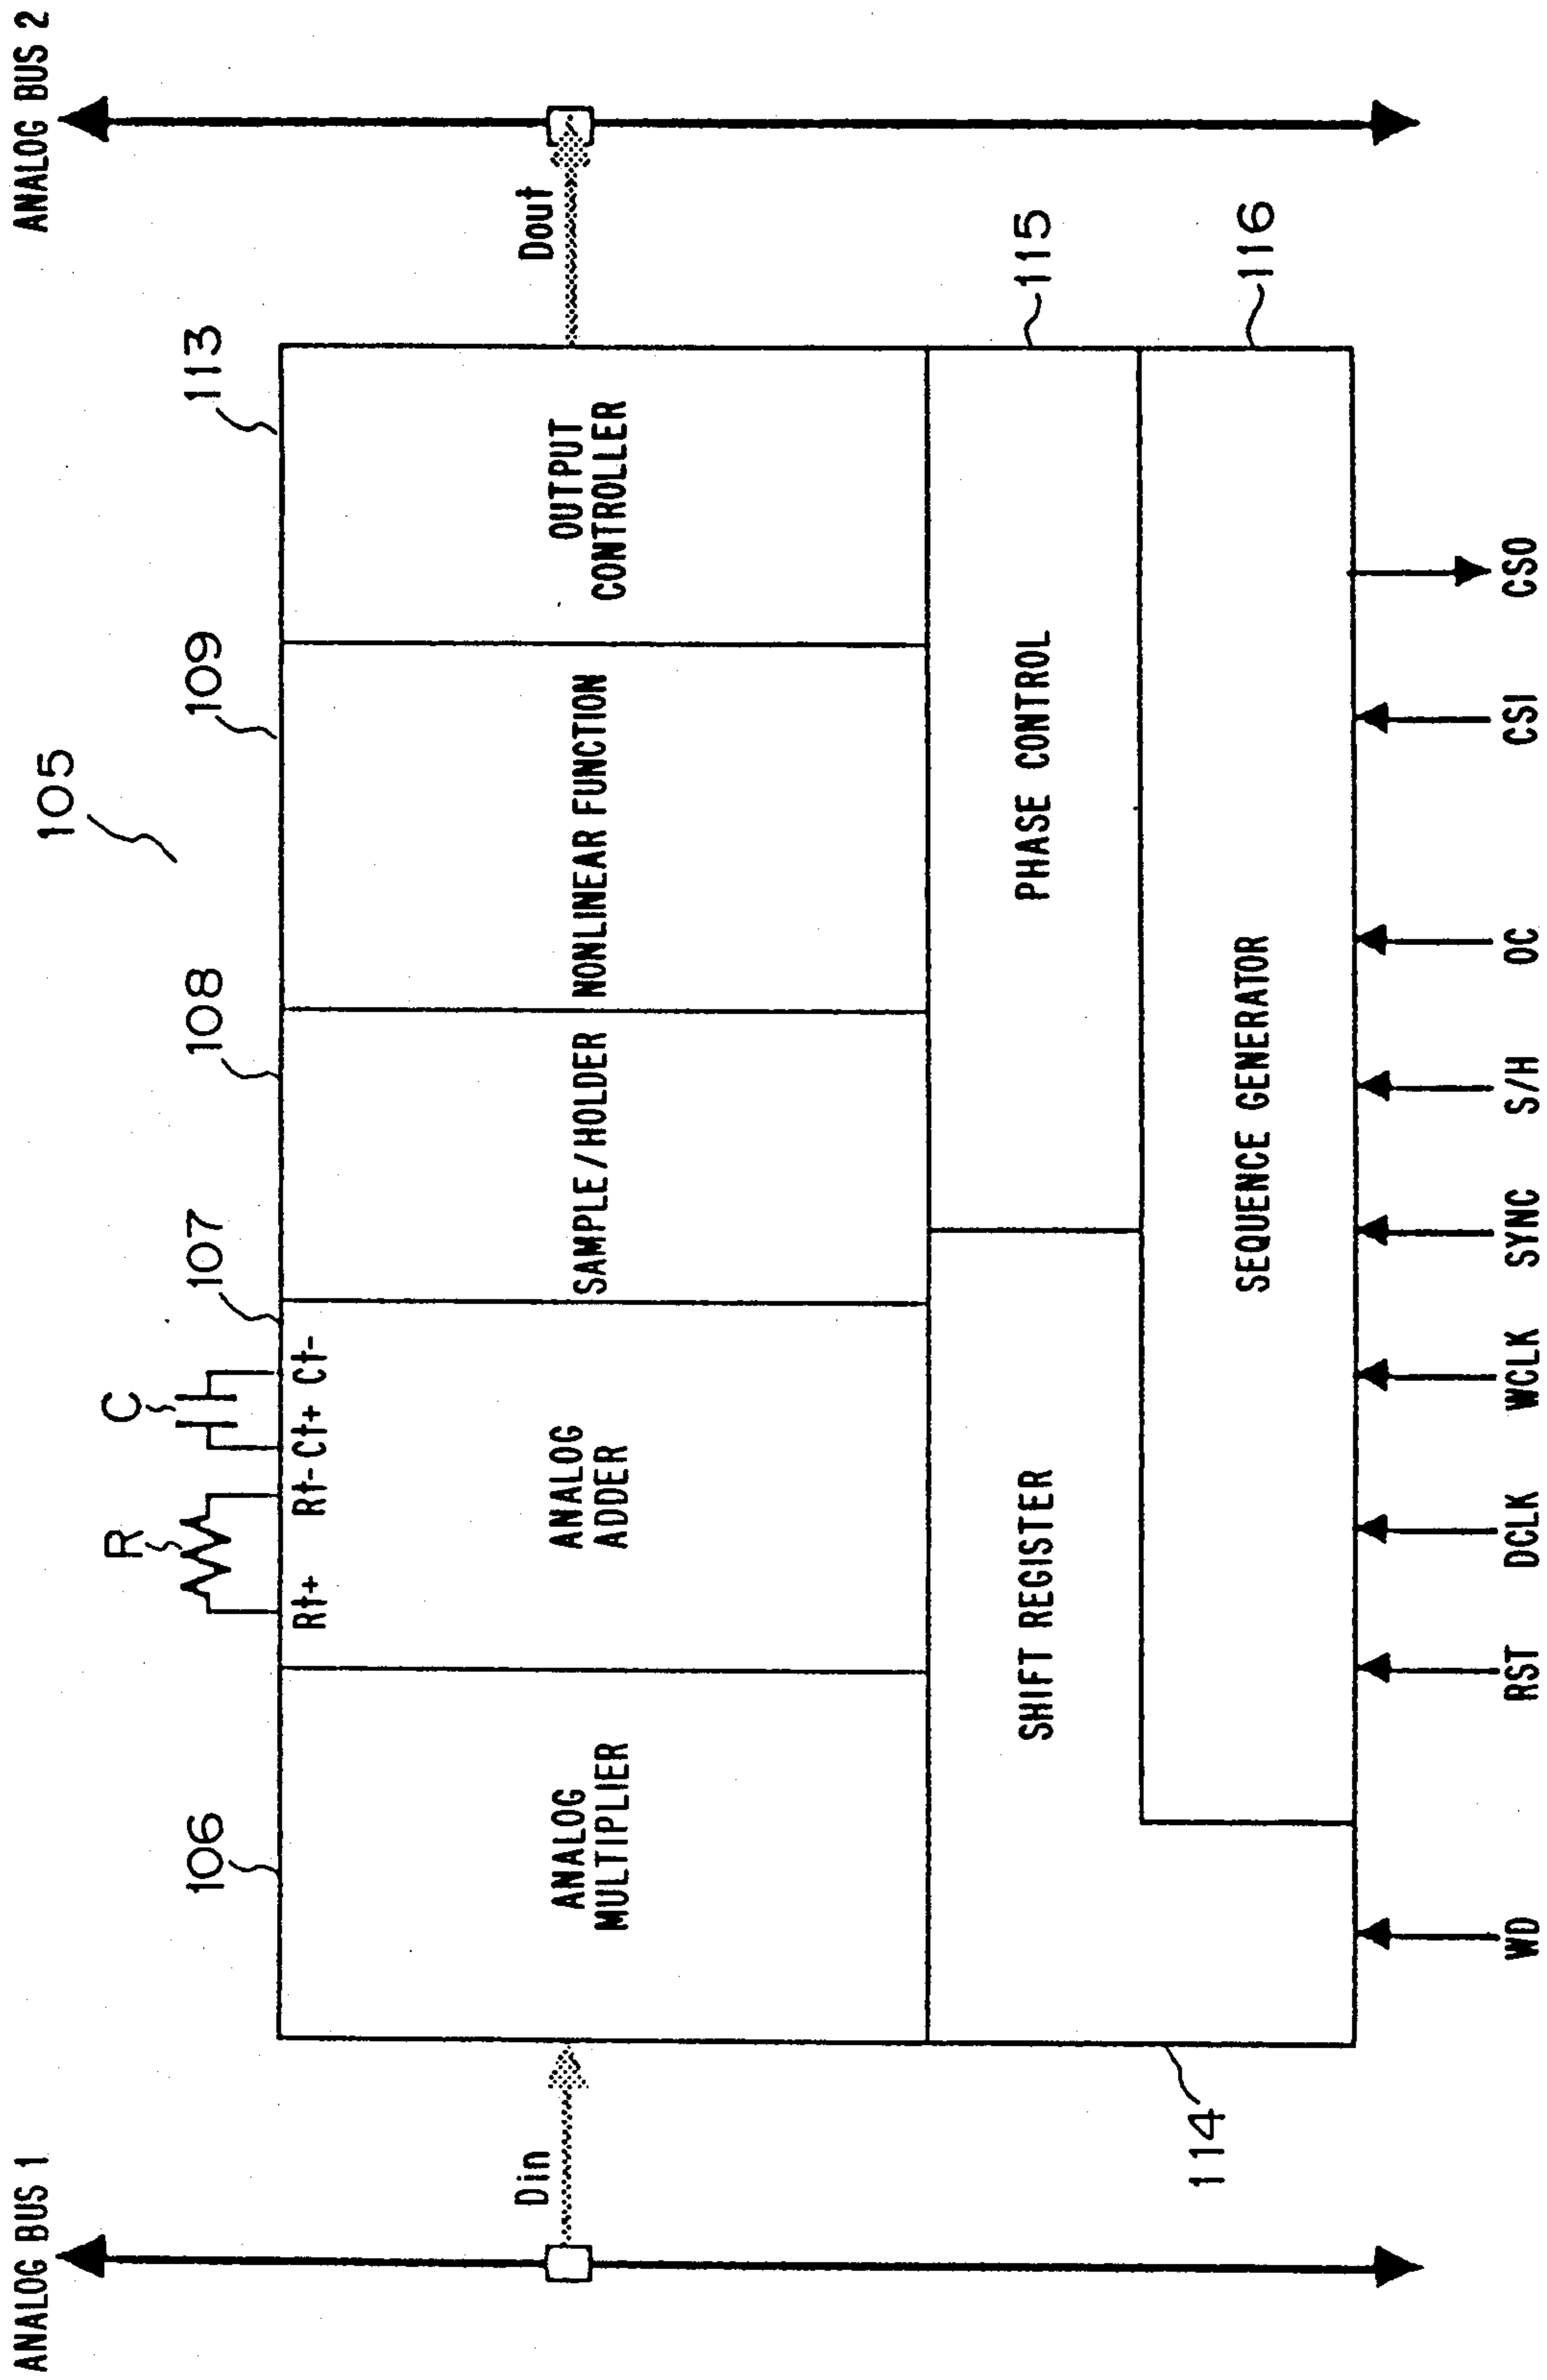 ANALOG BUS 1
ANALOG BUS 2
105
106
R
C
107
108
109
113
Rt+
Rt-
Ct+
Ct-
Din
Dout
ANALOG
MULTIPLIER
ANALOG
ADDER
SAMPLE/HOLDER
NONLINEAR FUNCTION
OUTPUT
CONTROLLER
SHIFT REGISTER
PHASE CONTROL
115
SEQUENCE GENERATOR
116
114
WD
RST
DCLK
WCLK
SYNC
S/H
OC
CSI
CSO